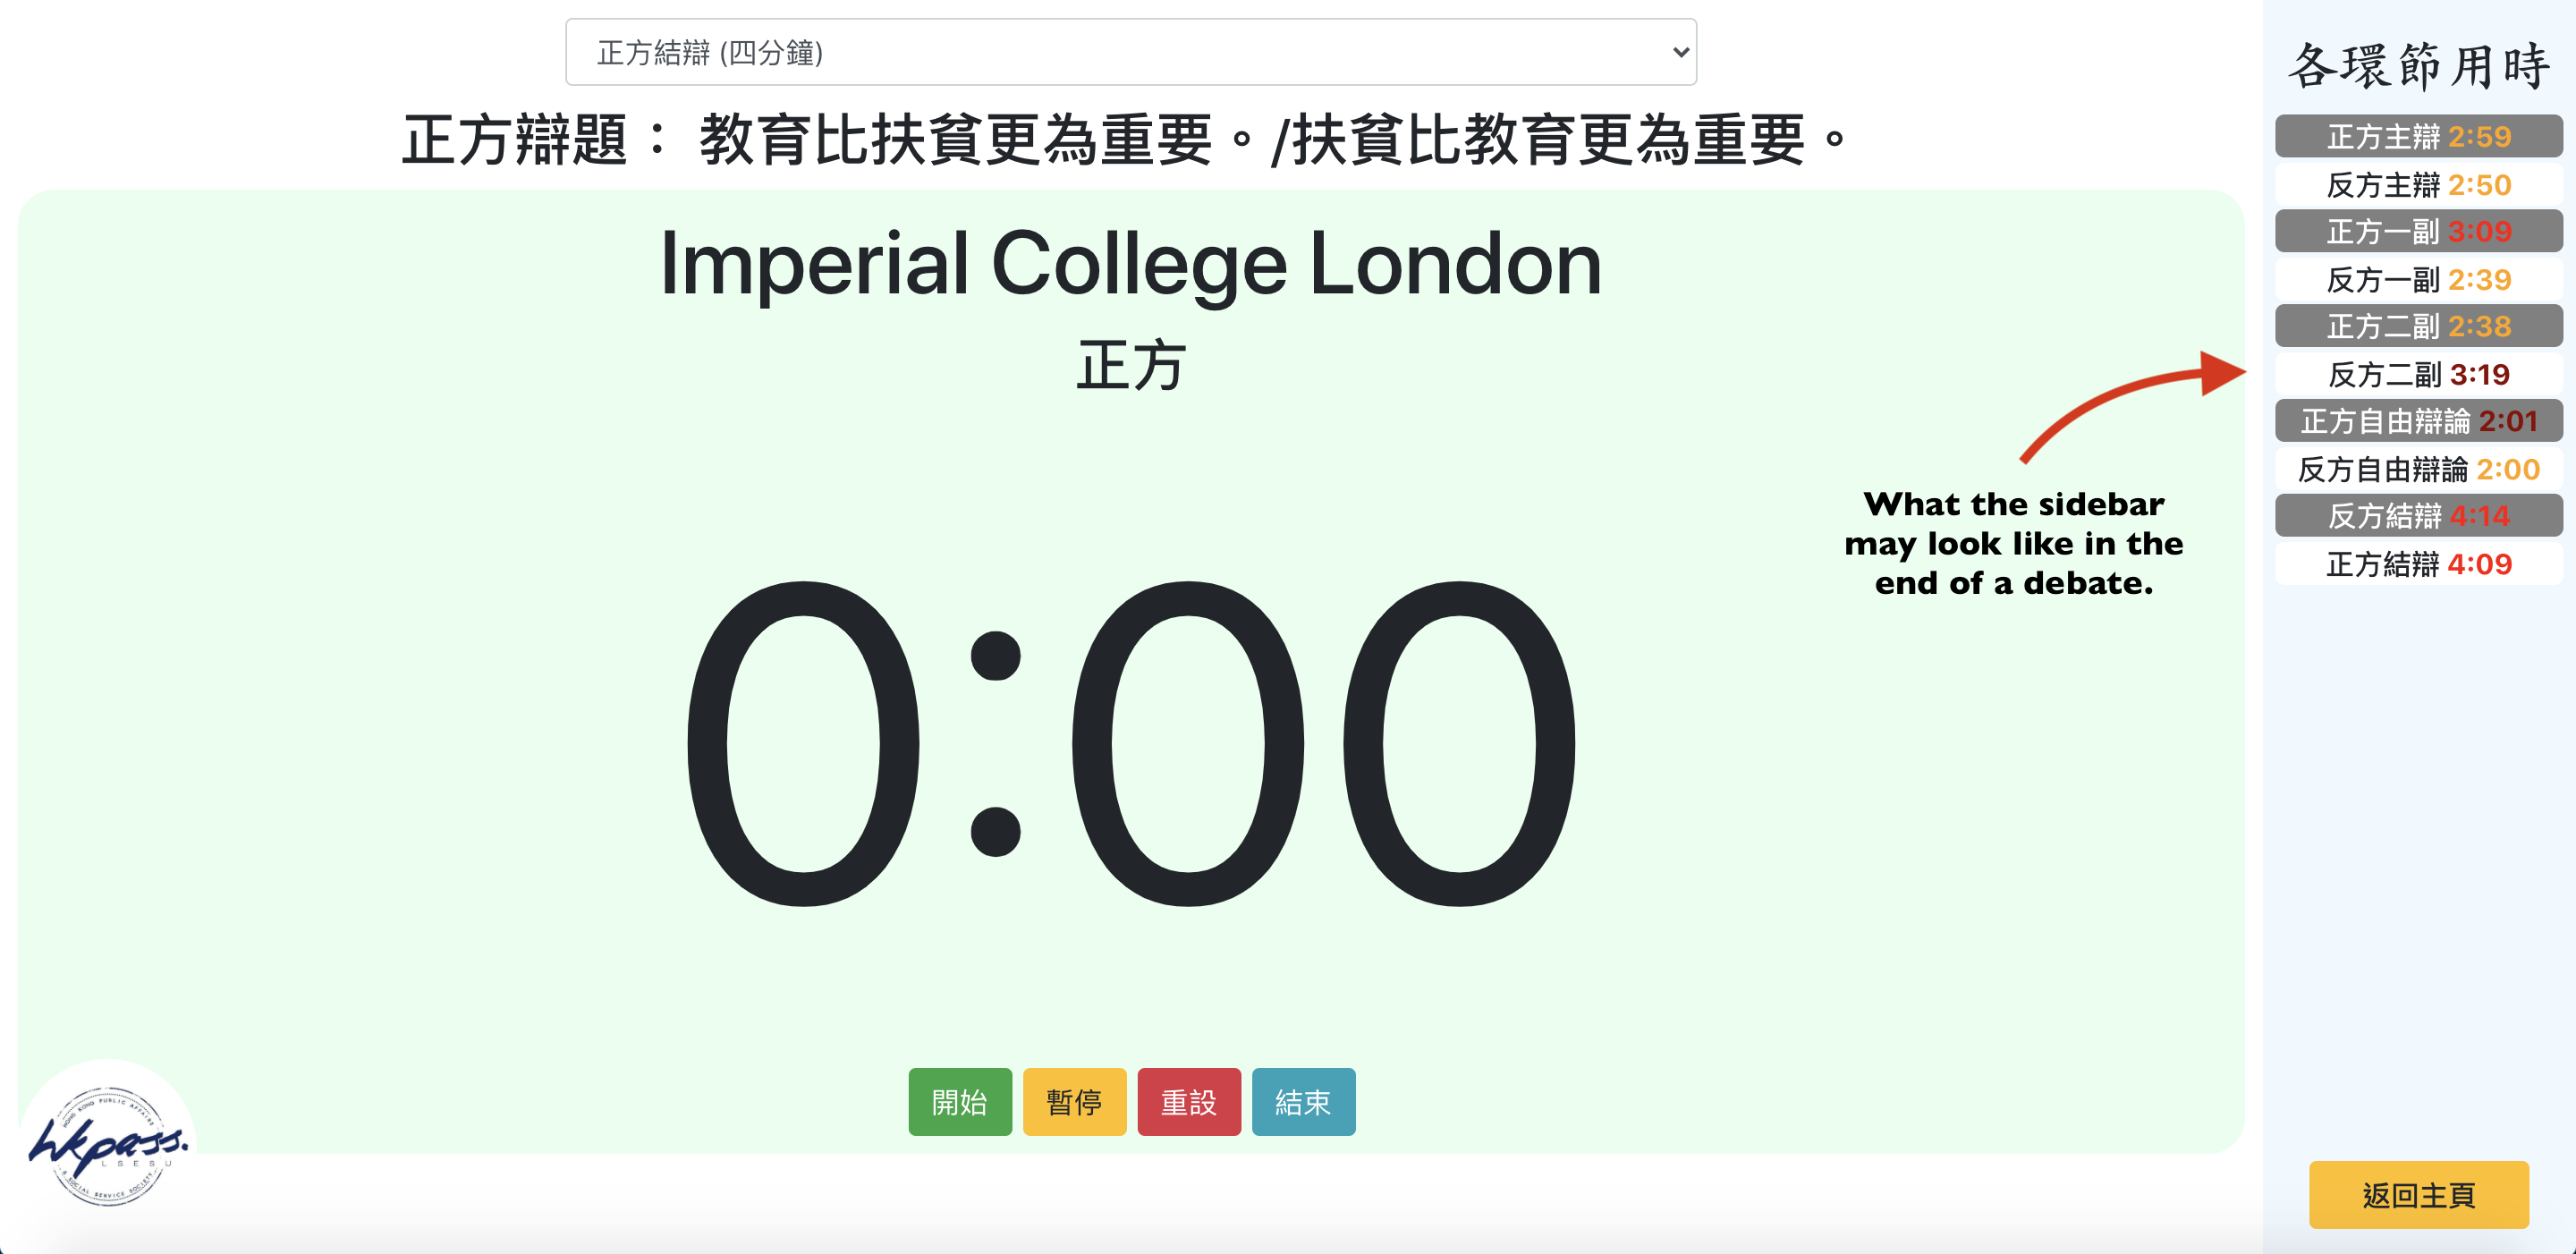 正方結辯 (四分鐘)
正方辯題： 教育比扶貧更為重要。/扶貧比教育更為重要。
Imperial College London
正方
0:00
開始
暫停
重設
結束
What the sidebar
may look like in the
end of a debate.
各環節用時
正方主辯 2:59
反方主辯 2:50
正方一副 3:09
反方一副 2:39
正方二副 2:38
反方二副 3:19
正方自由辯論 2:01
反方自由辯論 2:00
反方結辯 4:14
正方結辯 4:09
返回主頁
HONG KONG PUBLIC AFFAIRS
hkpass.
LSESU
& SOCIAL SERVICE SOCIETY